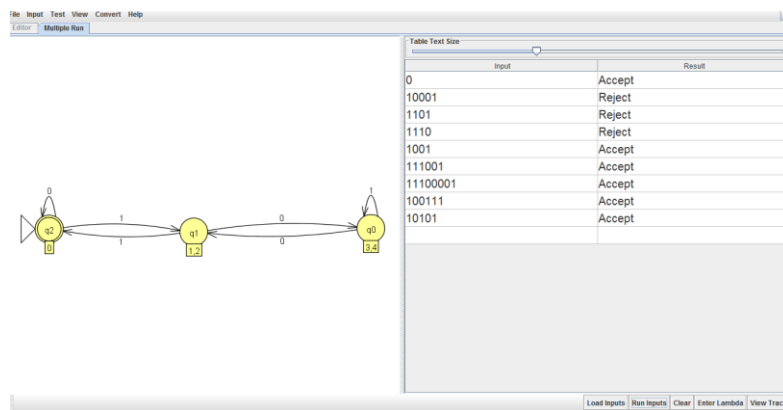 File Input Test View Convert Help
Editor Multiple Run
Table Text Size
Input Result
0 Accept
10001 Reject
1101 Reject
1110 Reject
1001 Accept
111001 Accept
11100001 Accept
100111 Accept
10101 Accept
0 1
1 0
q2 q1 q0
1 0
0 1,2 3,4
Load Inputs Run Inputs Clear Enter Lambda View Trac